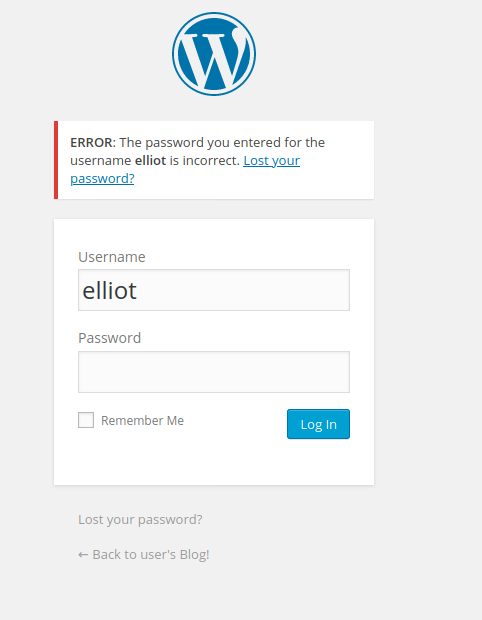 ERROR: The password you entered for the
username elliot is incorrect. Lost your
password?
Username
elliot
Password
Remember Me
Log In
Lost your password?
← Back to user's Blog!